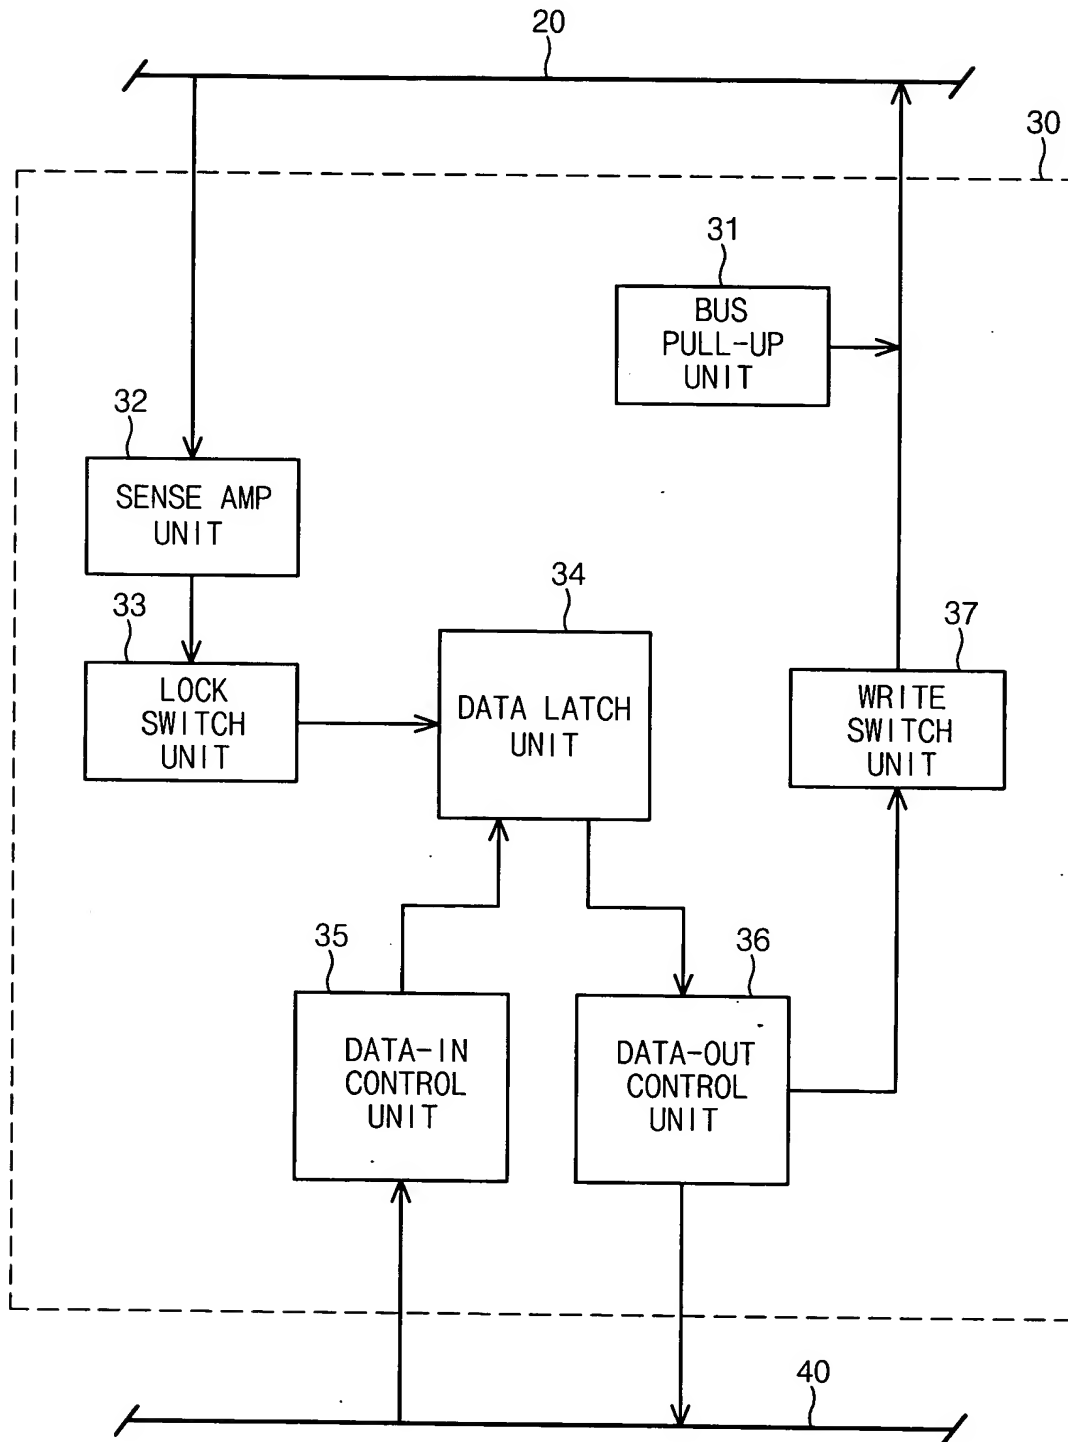 20
30
31
BUS
PULL-UP
UNIT
32
SENSE AMP
UNIT
33
LOCK
SWITCH
UNIT
34
DATA LATCH
UNIT
37
WRITE
SWITCH
UNIT
35
DATA-IN
CONTROL
UNIT
36
DATA-OUT
CONTROL
UNIT
40